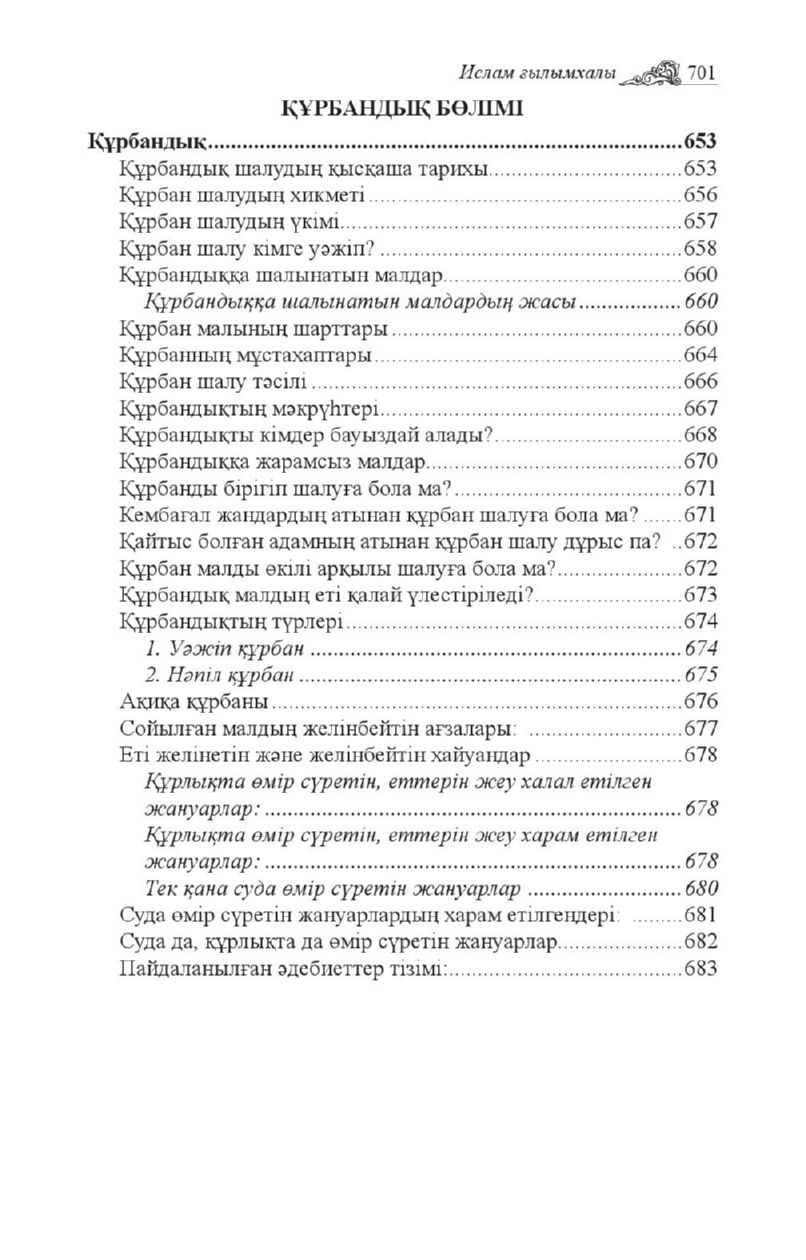 Ислам ғылымхалы 701
ҚҰРБАНДЫҚ БӨЛІМІ
Құрбандық..................................................................................653
Құрбандық шалудың қысқаша тарихы.................................653
Құрбан шалудың хикметі......................................................656
Құрбан шалудың үкімі...........................................................657
Құрбан шалу кімге уәжіп? ....................................................658
Құрбандыққа шалынатын малдар.........................................660
Құрбандыққа шалынатын малдардың жасы..................660
Құрбан малының шарттары..................................................660
Құрбанның мұстахаптары.....................................................664
Құрбан шалу тәсілі................................................................666
Құрбандықтың мәкрүһтері....................................................667
Құрбандықты кімдер бауыздай алады?................................668
Құрбандыққа жарамсыз малдар............................................670
Құрбанды бірігіп шалуға бола ма?.......................................671
Кембағал жандардың атынан құрбан шалуға бола ма? .......671
Қайтыс болған адамның атынан құрбан шалу дұрыс па? ..672
Құрбан малды өкілі арқылы шалуға бола ма?.....................672
Құрбандық малдың еті қалай үлестіріледі?.........................673
Құрбандықтың түрлері..........................................................674
1. Уәжіп құрбан ................................................................674
2. Нәпіл құрбан..................................................................675
Ақиқа құрбаны.......................................................................676
Сойылған малдың желінбейтін ағзалары: ..........................677
Еті желінетін және желінбейтін хайуандар.........................678
Құрлықта өмір сүретін, еттерін жеу халал етілген
жануарлар:.........................................................................678
Құрлықта өмір сүретін, еттерін жеу харам етілген
жануарлар:.........................................................................678
Тек қана суда өмір сүретін жануарлар ..........................680
Суда өмір сүретін жануарлардың харам етілгендері: .........681
Суда да, құрлықта да өмір сүретін жануарлар.....................682
Пайдаланылған әдебиеттер тізімі:........................................683